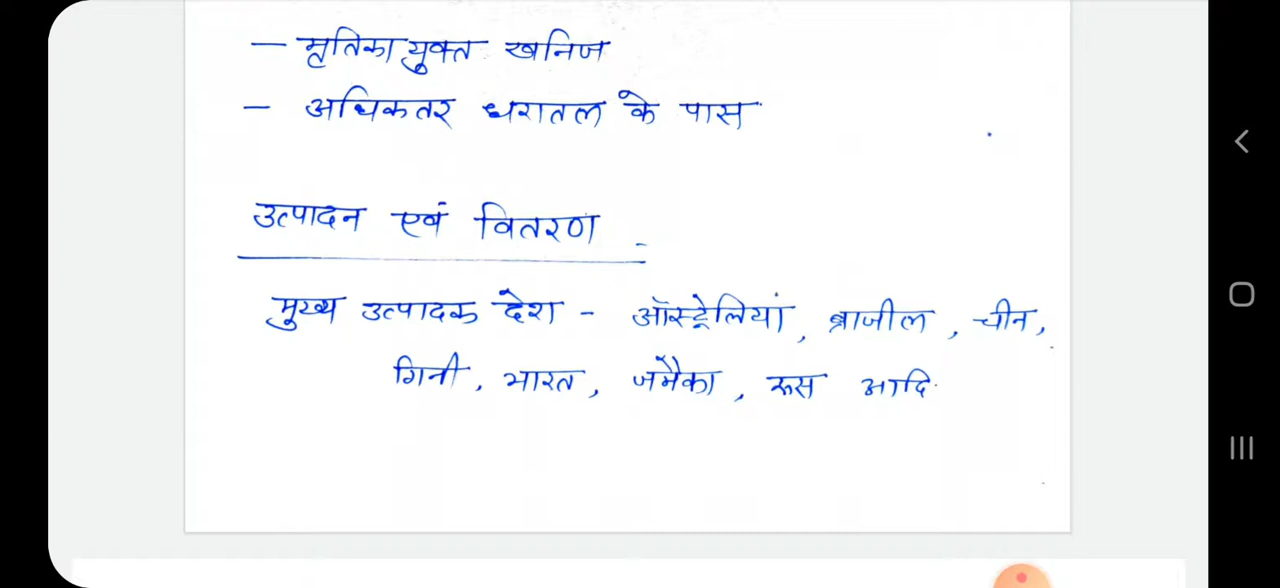 — मृतिकायुक्त खनिज
— अधिकतर धरातल के पास
उत्पादन एवं वितरण -
मुख्य उत्पादक देश - ऑस्ट्रेलियां, ब्राजील, चीन,
गिनी, भारत, जमैका, रूस आदि